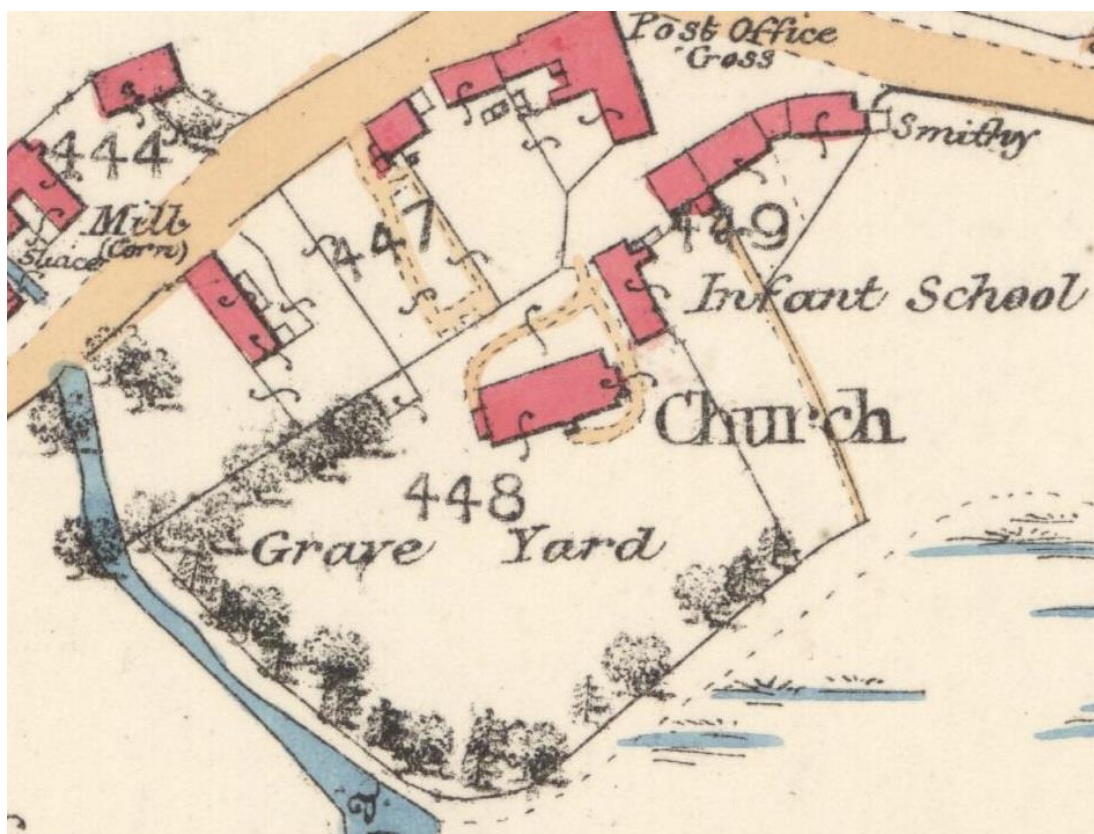 Post Office
Cross
Smithy
444
Mill
(Corn)
Sluice
447
449
Infant School
Church
448
Grave Yard